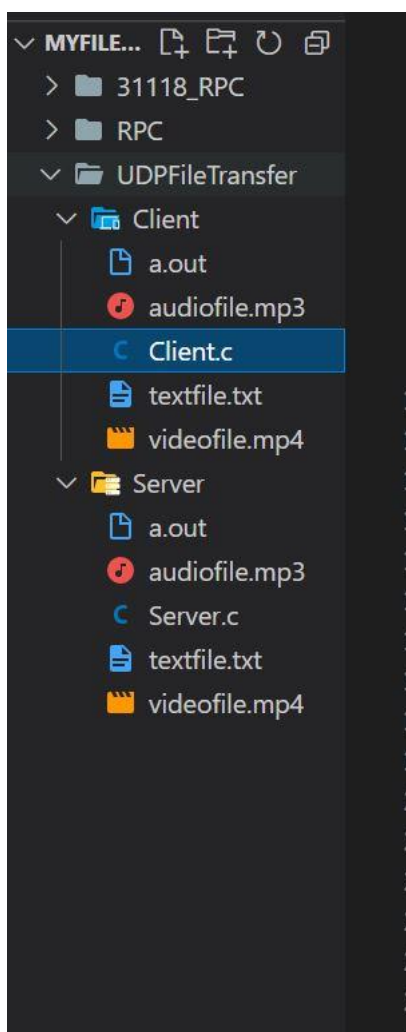 MYFILE...
31118_RPC
RPC
UDPFileTransfer
Client
a.out
audiofile.mp3
C Client.c
textfile.txt
videofile.mp4
Server
a.out
audiofile.mp3
C Server.c
textfile.txt
videofile.mp4